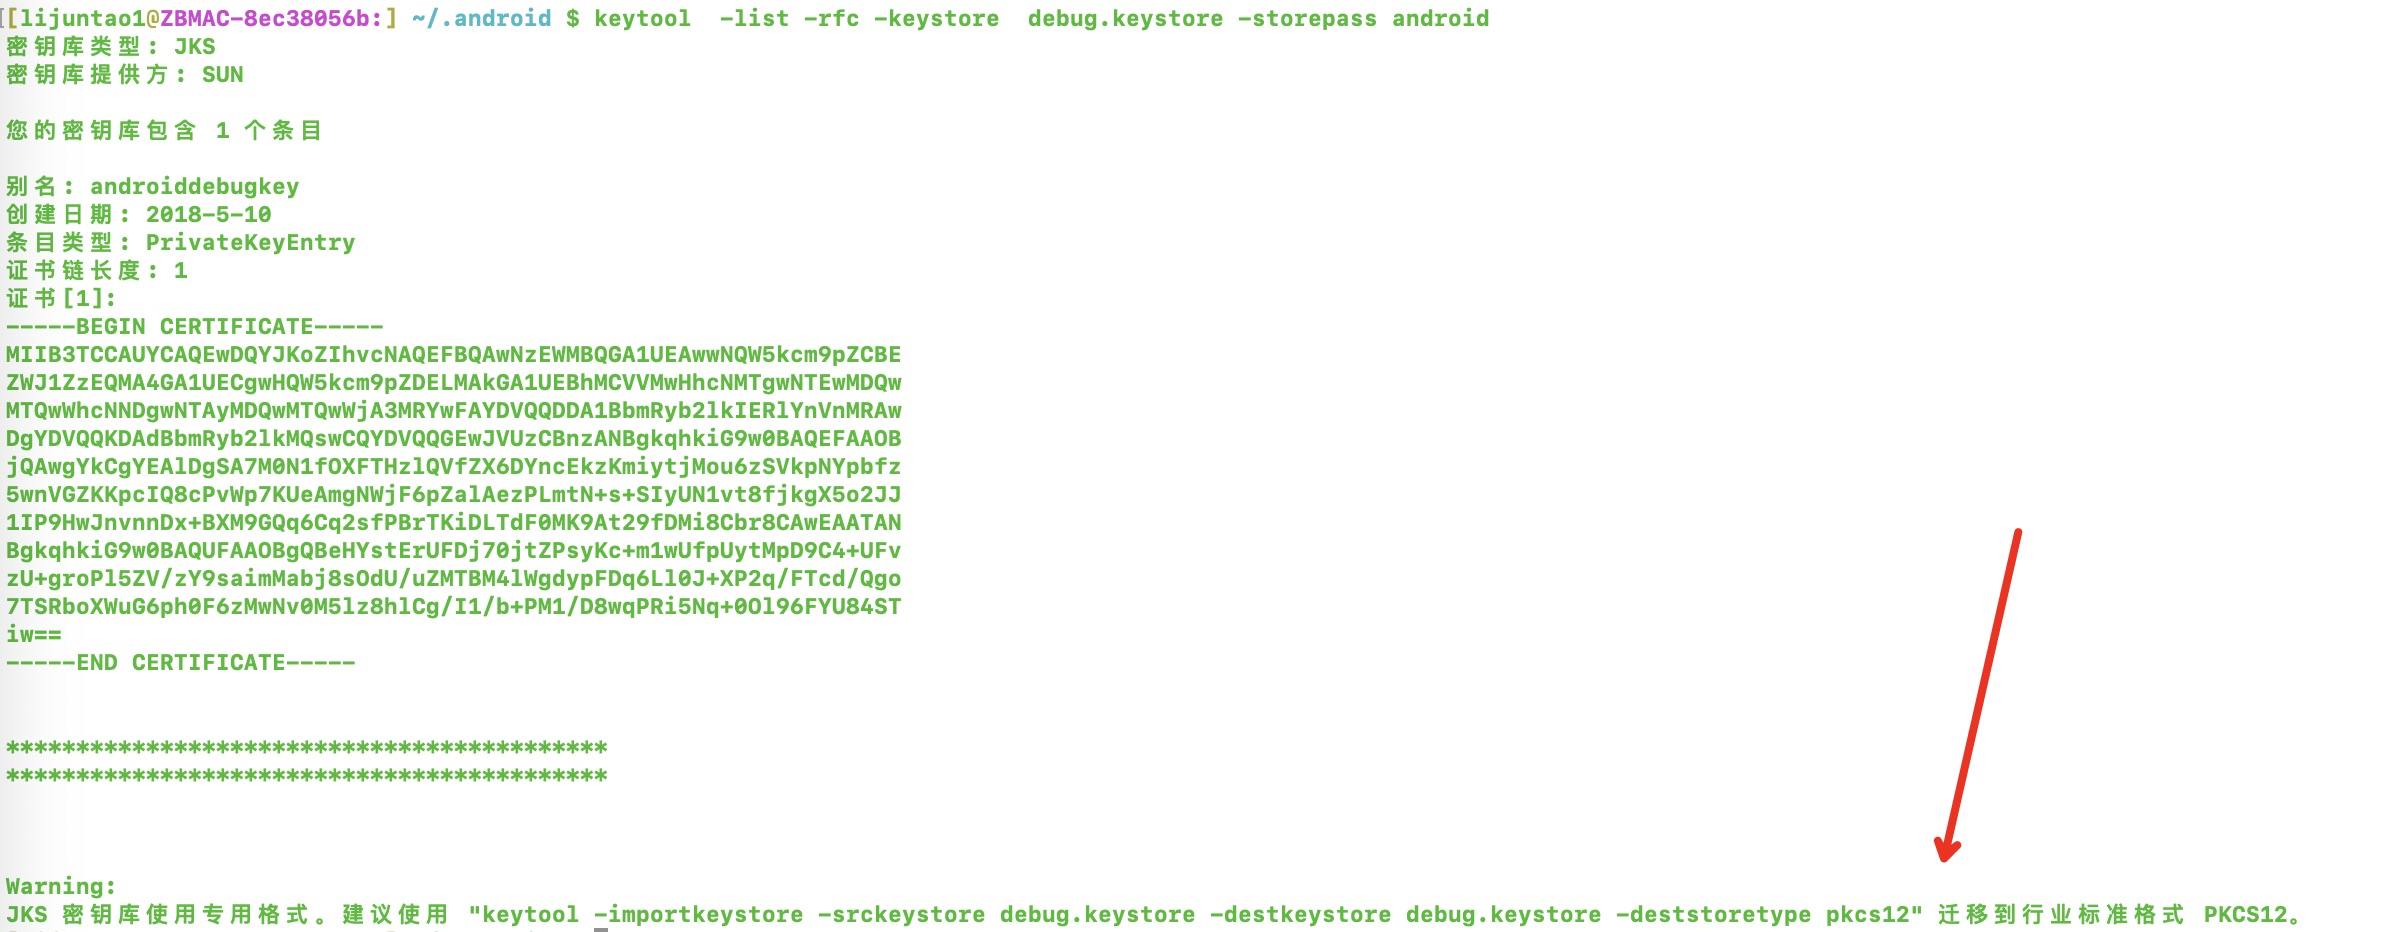 [[lijuntao1@ZBMAC-8ec38056b:] ~/.android $ keytool  -list -rfc -keystore  debug.keystore -storepass android
密钥库类型: JKS
密钥库提供方: SUN
您的密钥库包含 1 个条目
别名: androiddebugkey
创建日期: 2018-5-10
条目类型: PrivateKeyEntry
证书链长度: 1
证书[1]:
-----BEGIN CERTIFICATE-----
MIIB3TCCAUYCAQEwDQYJKoZIhvcNAQEFBQAwNzEWMBQGA1UEAwwNQW5kcm9pZCBE
ZWJ1ZzEQMA4GA1UECgwHQW5kcm9pZDELMAkGA1UEBhMCVVMwHhcNMTgwNTEwMDQw
MTQwWhcNNDgwNTAyMDQwMTQwWjA3MRYwFAYDVQQDDA1BbmRyb2lkIERlYnVnMRAw
DgYDVQQKDAdBbmRyb2lkMQswCQYDVQQGEwJVUzCBnzANBgkqhkiG9w0BAQEFAAOB
jQAwgYkCgYEAlDgSA7M0N1fOXFTHzlQVfZX6DYncEkzKmiytjMou6zSVkpNYpbfz
5wnVGZKKpcIQ8cPvWp7KUeAmgNWjF6pZalAezPLmtN+s+SIyUN1vt8fjkgX5o2JJ
1IP9HwJnvnnDx+BXM9GQq6Cq2sfPBrTKiDLTdF0MK9At29fDMi8Cbr8CAwEAATAN
BgkqhkiG9w0BAQUFAAOBgQBeHYstErUFDj70jtZPsyKc+m1wUfpUytMpD9C4+UFv
zU+groPl5ZV/zY9saimMabj8sOdU/uZMTBM4lWgdypFDq6Ll0J+XP2q/FTcd/Qgo
7TSRboXWuG6ph0F6zMwNv0M5lz8hlCg/I1/b+PM1/D8wqPRi5Nq+0Ol96FYU84ST
iw==
-----END CERTIFICATE-----
*******************************************
*******************************************
Warning:
JKS 密钥库使用专用格式。建议使用 "keytool -importkeystore -srckeystore debug.keystore -destkeystore debug.keystore -deststoretype pkcs12" 迁移到行业标准格式 PKCS12。